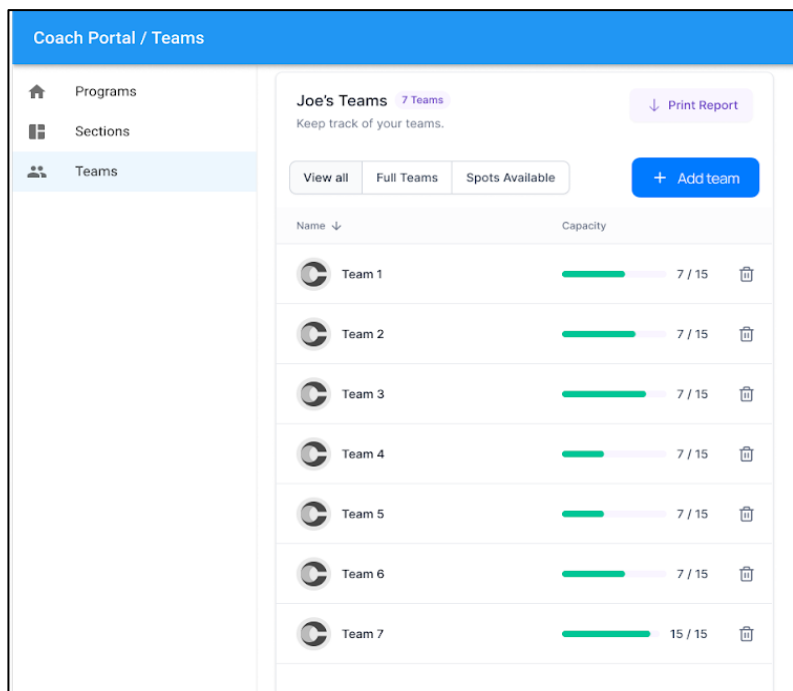 Coach Portal / Teams
Programs
Sections
Teams
Joe's Teams 7 Teams
Keep track of your teams.
Print Report
View all Full Teams Spots Available
+ Add team
Name Capacity
Team 1 7 / 15
Team 2 7 / 15
Team 3 7 / 15
Team 4 7 / 15
Team 5 7 / 15
Team 6 7 / 15
Team 7 15 / 15